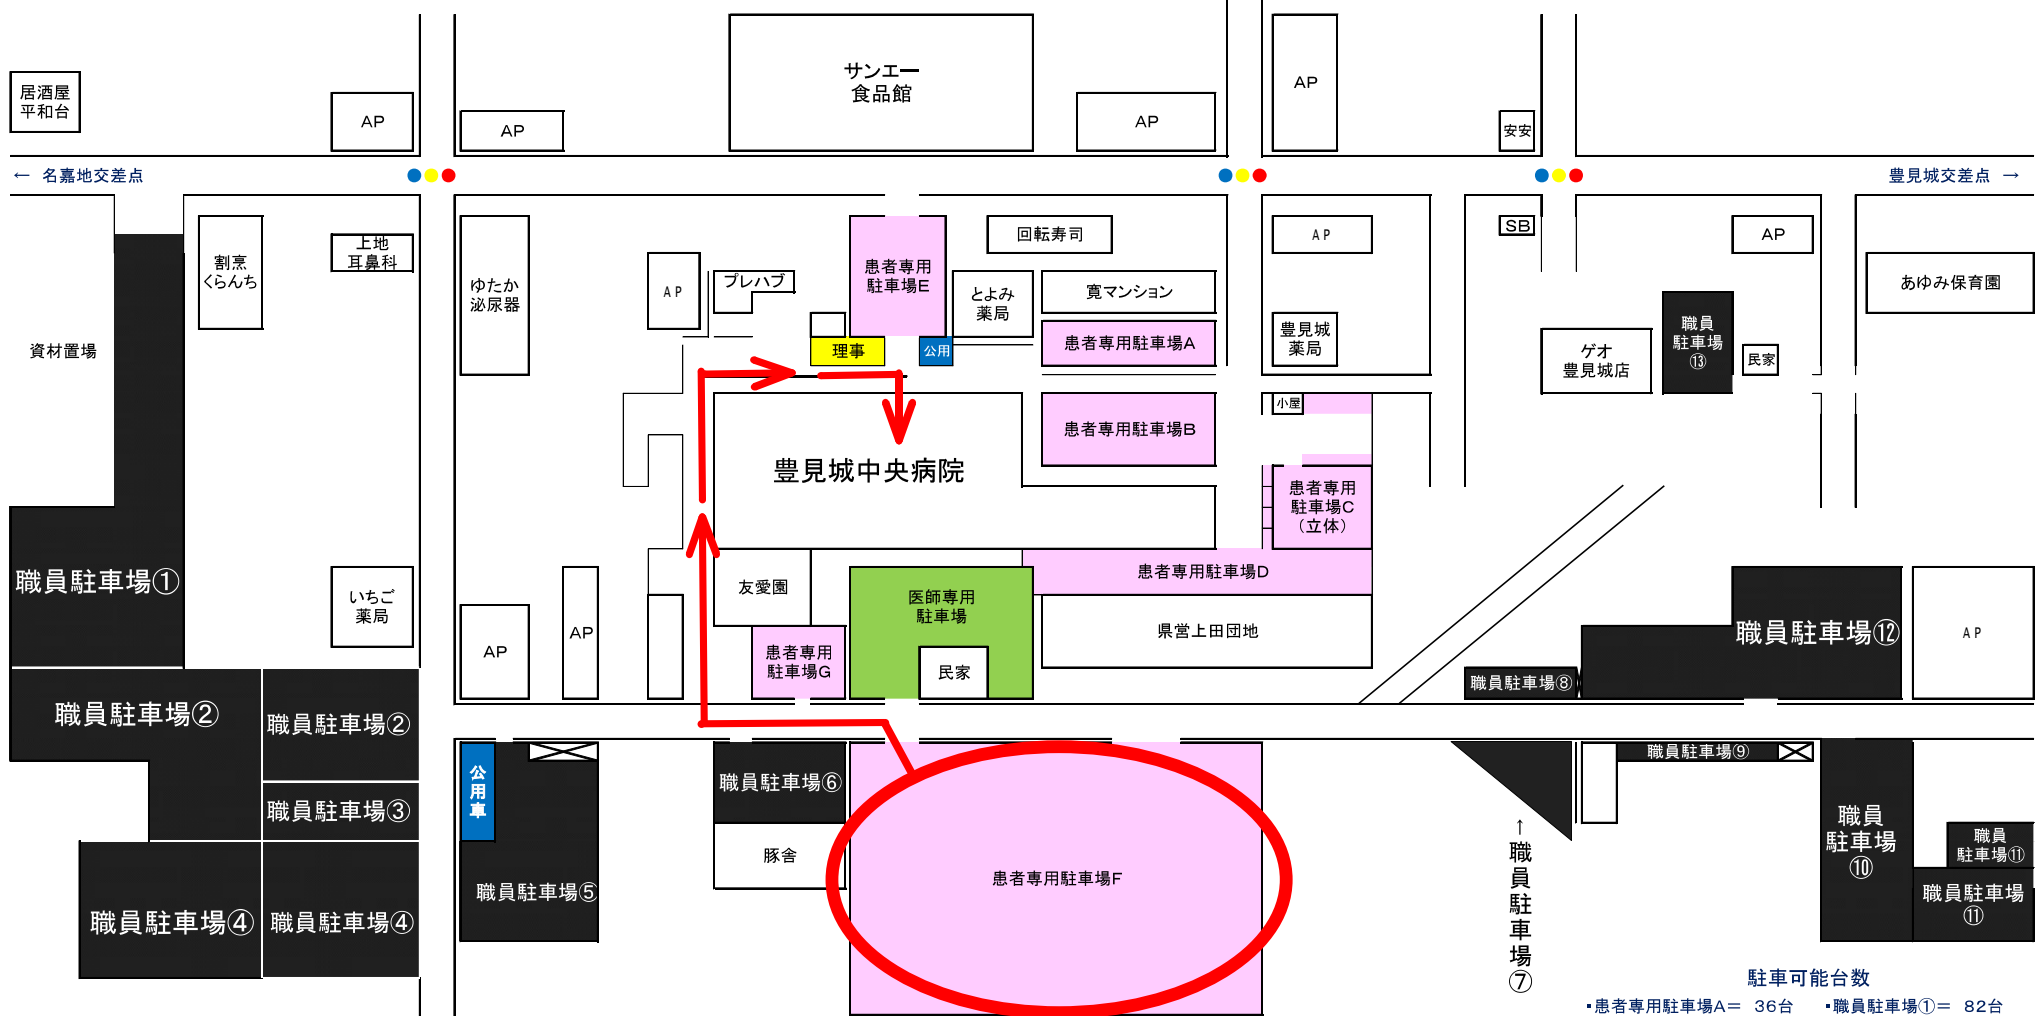 サンエー
食品館
AP
居酒屋
平和台
AP
AP
AP
安安
← 名嘉地交差点
豊見城交差点 →
割烹
くらんち
上地
耳鼻科
ゆたか
泌尿器
AP
プレハブ
患者専用
駐車場E
回転寿司
とよみ
薬局
寛マンション
AP
SB
AP
あゆみ保育園
資材置場
理事
公用
患者専用駐車場A
豊見城
薬局
ゲオ
豊見城店
職員
駐車場
⑬
民家
小屋
患者専用駐車場B
豊見城中央病院
患者専用
駐車場C
（立体）
職員駐車場①
いちご
薬局
友愛園
医師専用
駐車場
患者専用駐車場D
県営上田団地
AP
AP
患者専用
駐車場G
民家
職員駐車場⑫
AP
職員駐車場⑧
職員駐車場②
職員駐車場②
職員駐車場③
職員駐車場④
職員駐車場④
公用車
職員駐車場⑤
職員駐車場⑥
豚舎
患者専用駐車場F
↑職員駐車場⑦
職員駐車場⑨
職員
駐車場
⑩
職員
駐車場⑪
職員駐車場
⑪
駐車可能台数
・患者専用駐車場A＝ 36台 ・職員駐車場①＝ 82台